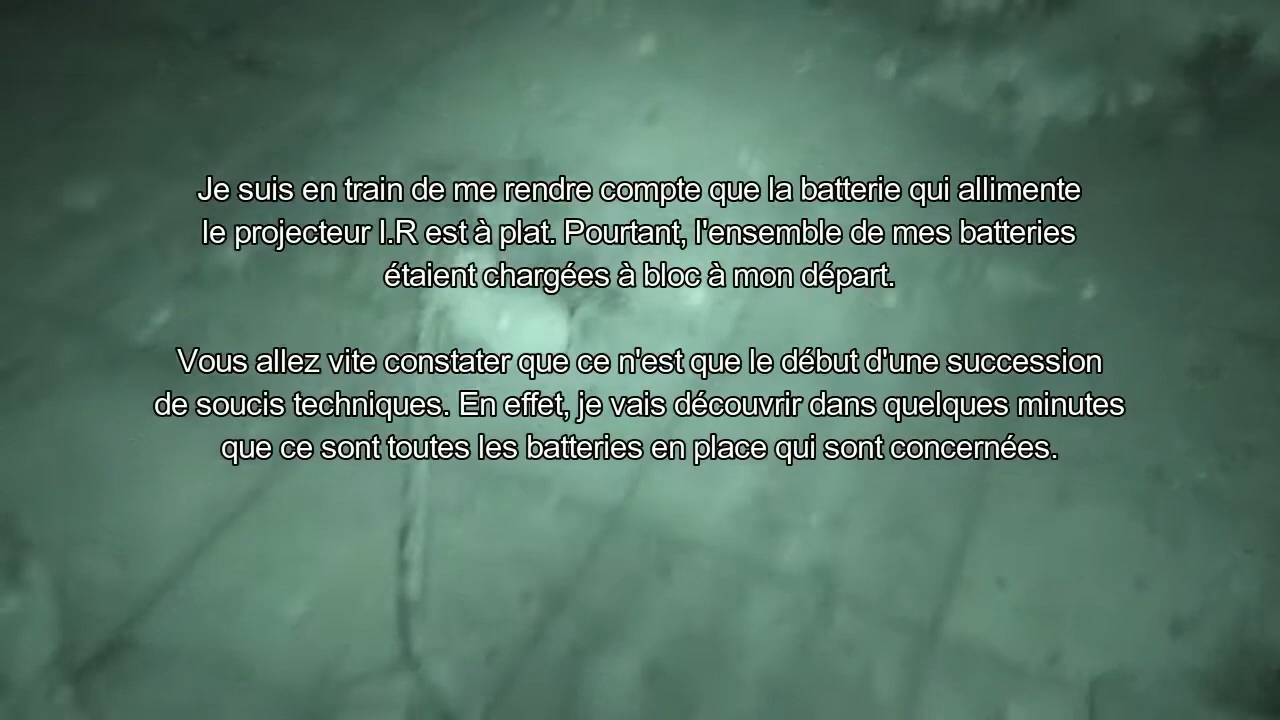 Je suis en train de me rendre compte que la batterie qui allimente
le projecteur I.R est à plat. Pourtant, l'ensemble de mes batteries
étaient chargées à bloc à mon départ.
Vous allez vite constater que ce n'est que le début d'une succession
de soucis techniques. En effet, je vais découvrir dans quelques minutes
que ce sont toutes les batteries en place qui sont concernées.